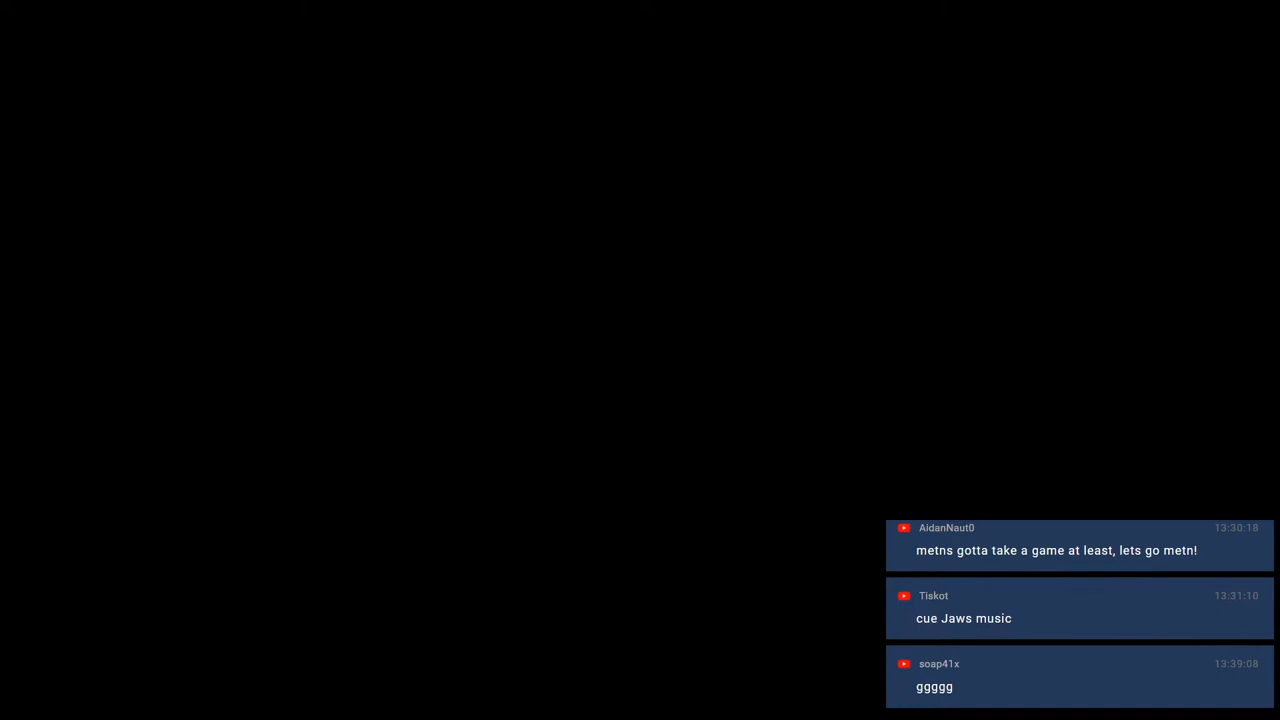 AidanNaut0 13:30:18
metns gotta take a game at least, lets go metn!
Tiskot 13:31:10
cue Jaws music
soap41x 13:39:08
ggggg